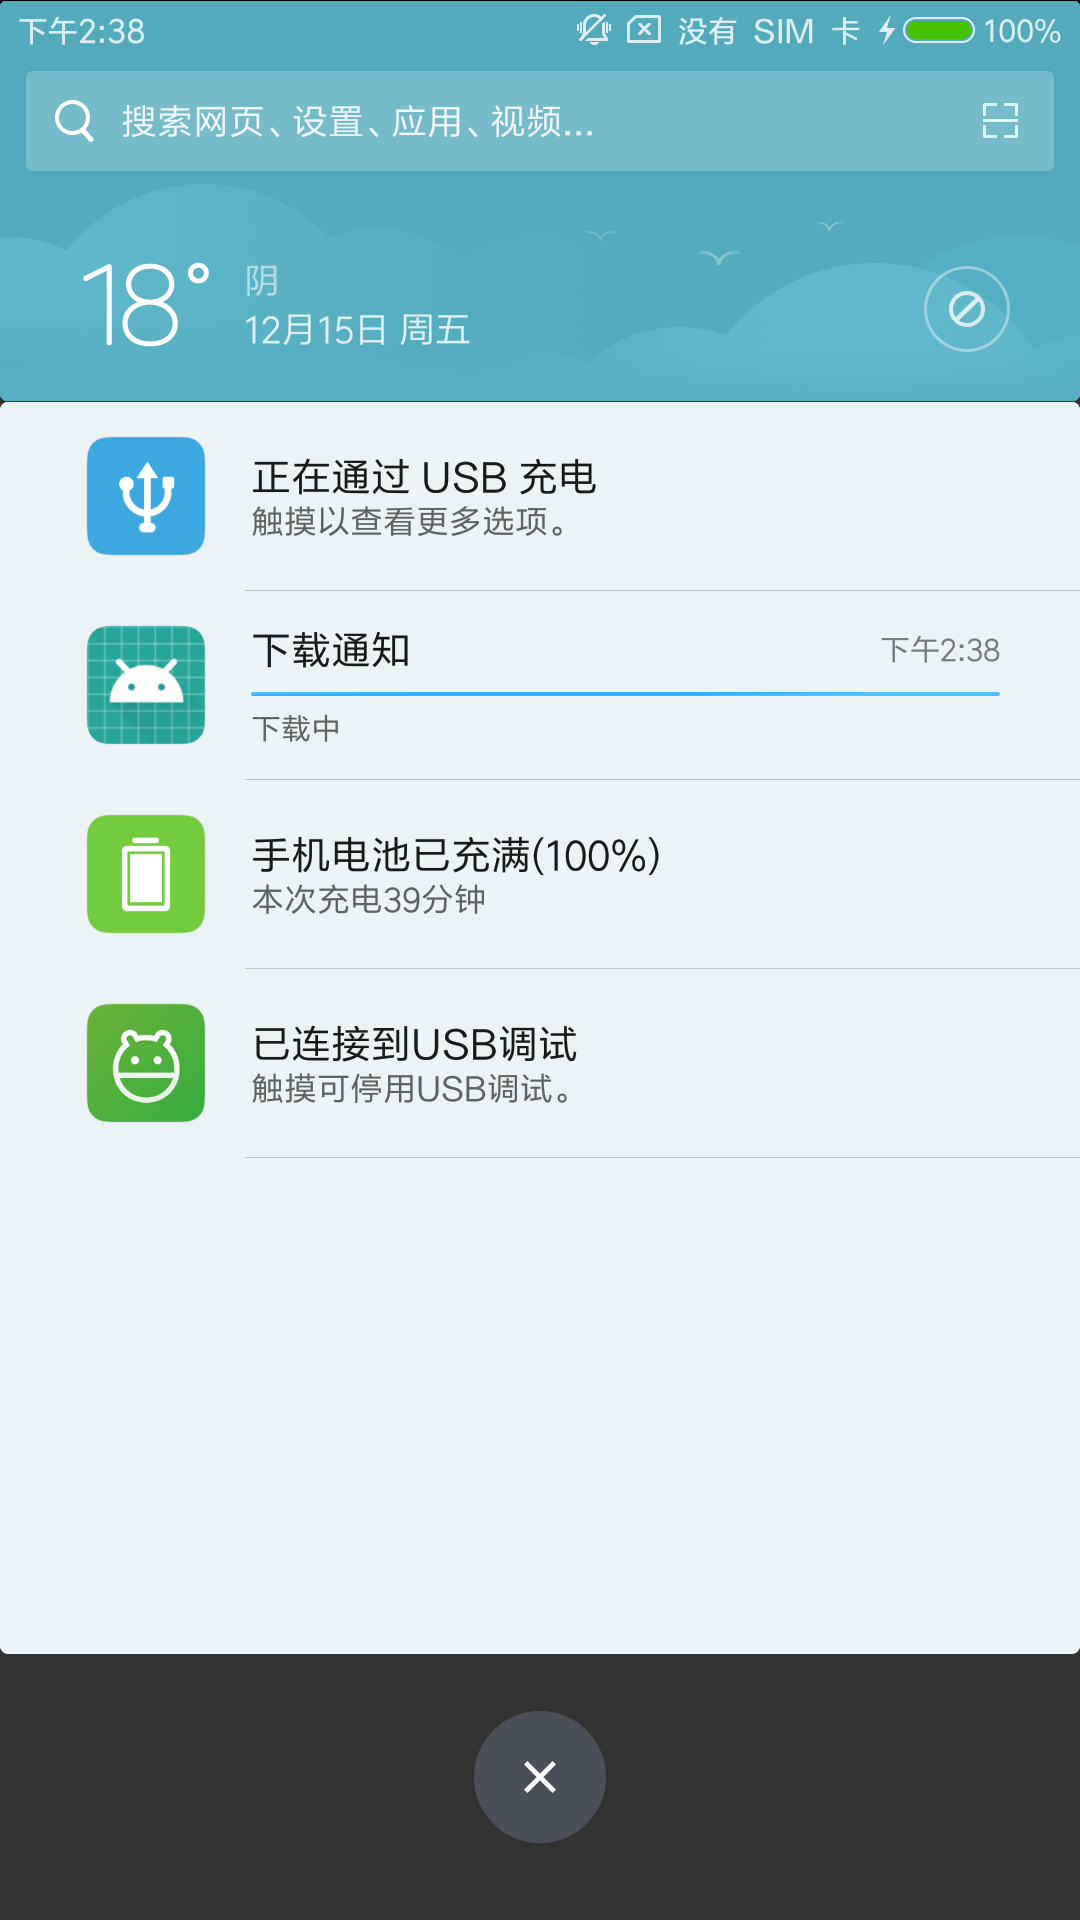 下午2:38 没有 SIM 卡 100%
搜索网页、设置、应用、视频...
18°
阴
12月15日 周五
正在通过 USB 充电
触摸以查看更多选项。
下载通知 下午2:38
下载中
手机电池已充满(100%)
本次充电39分钟
已连接到USB调试
触摸可停用USB调试。